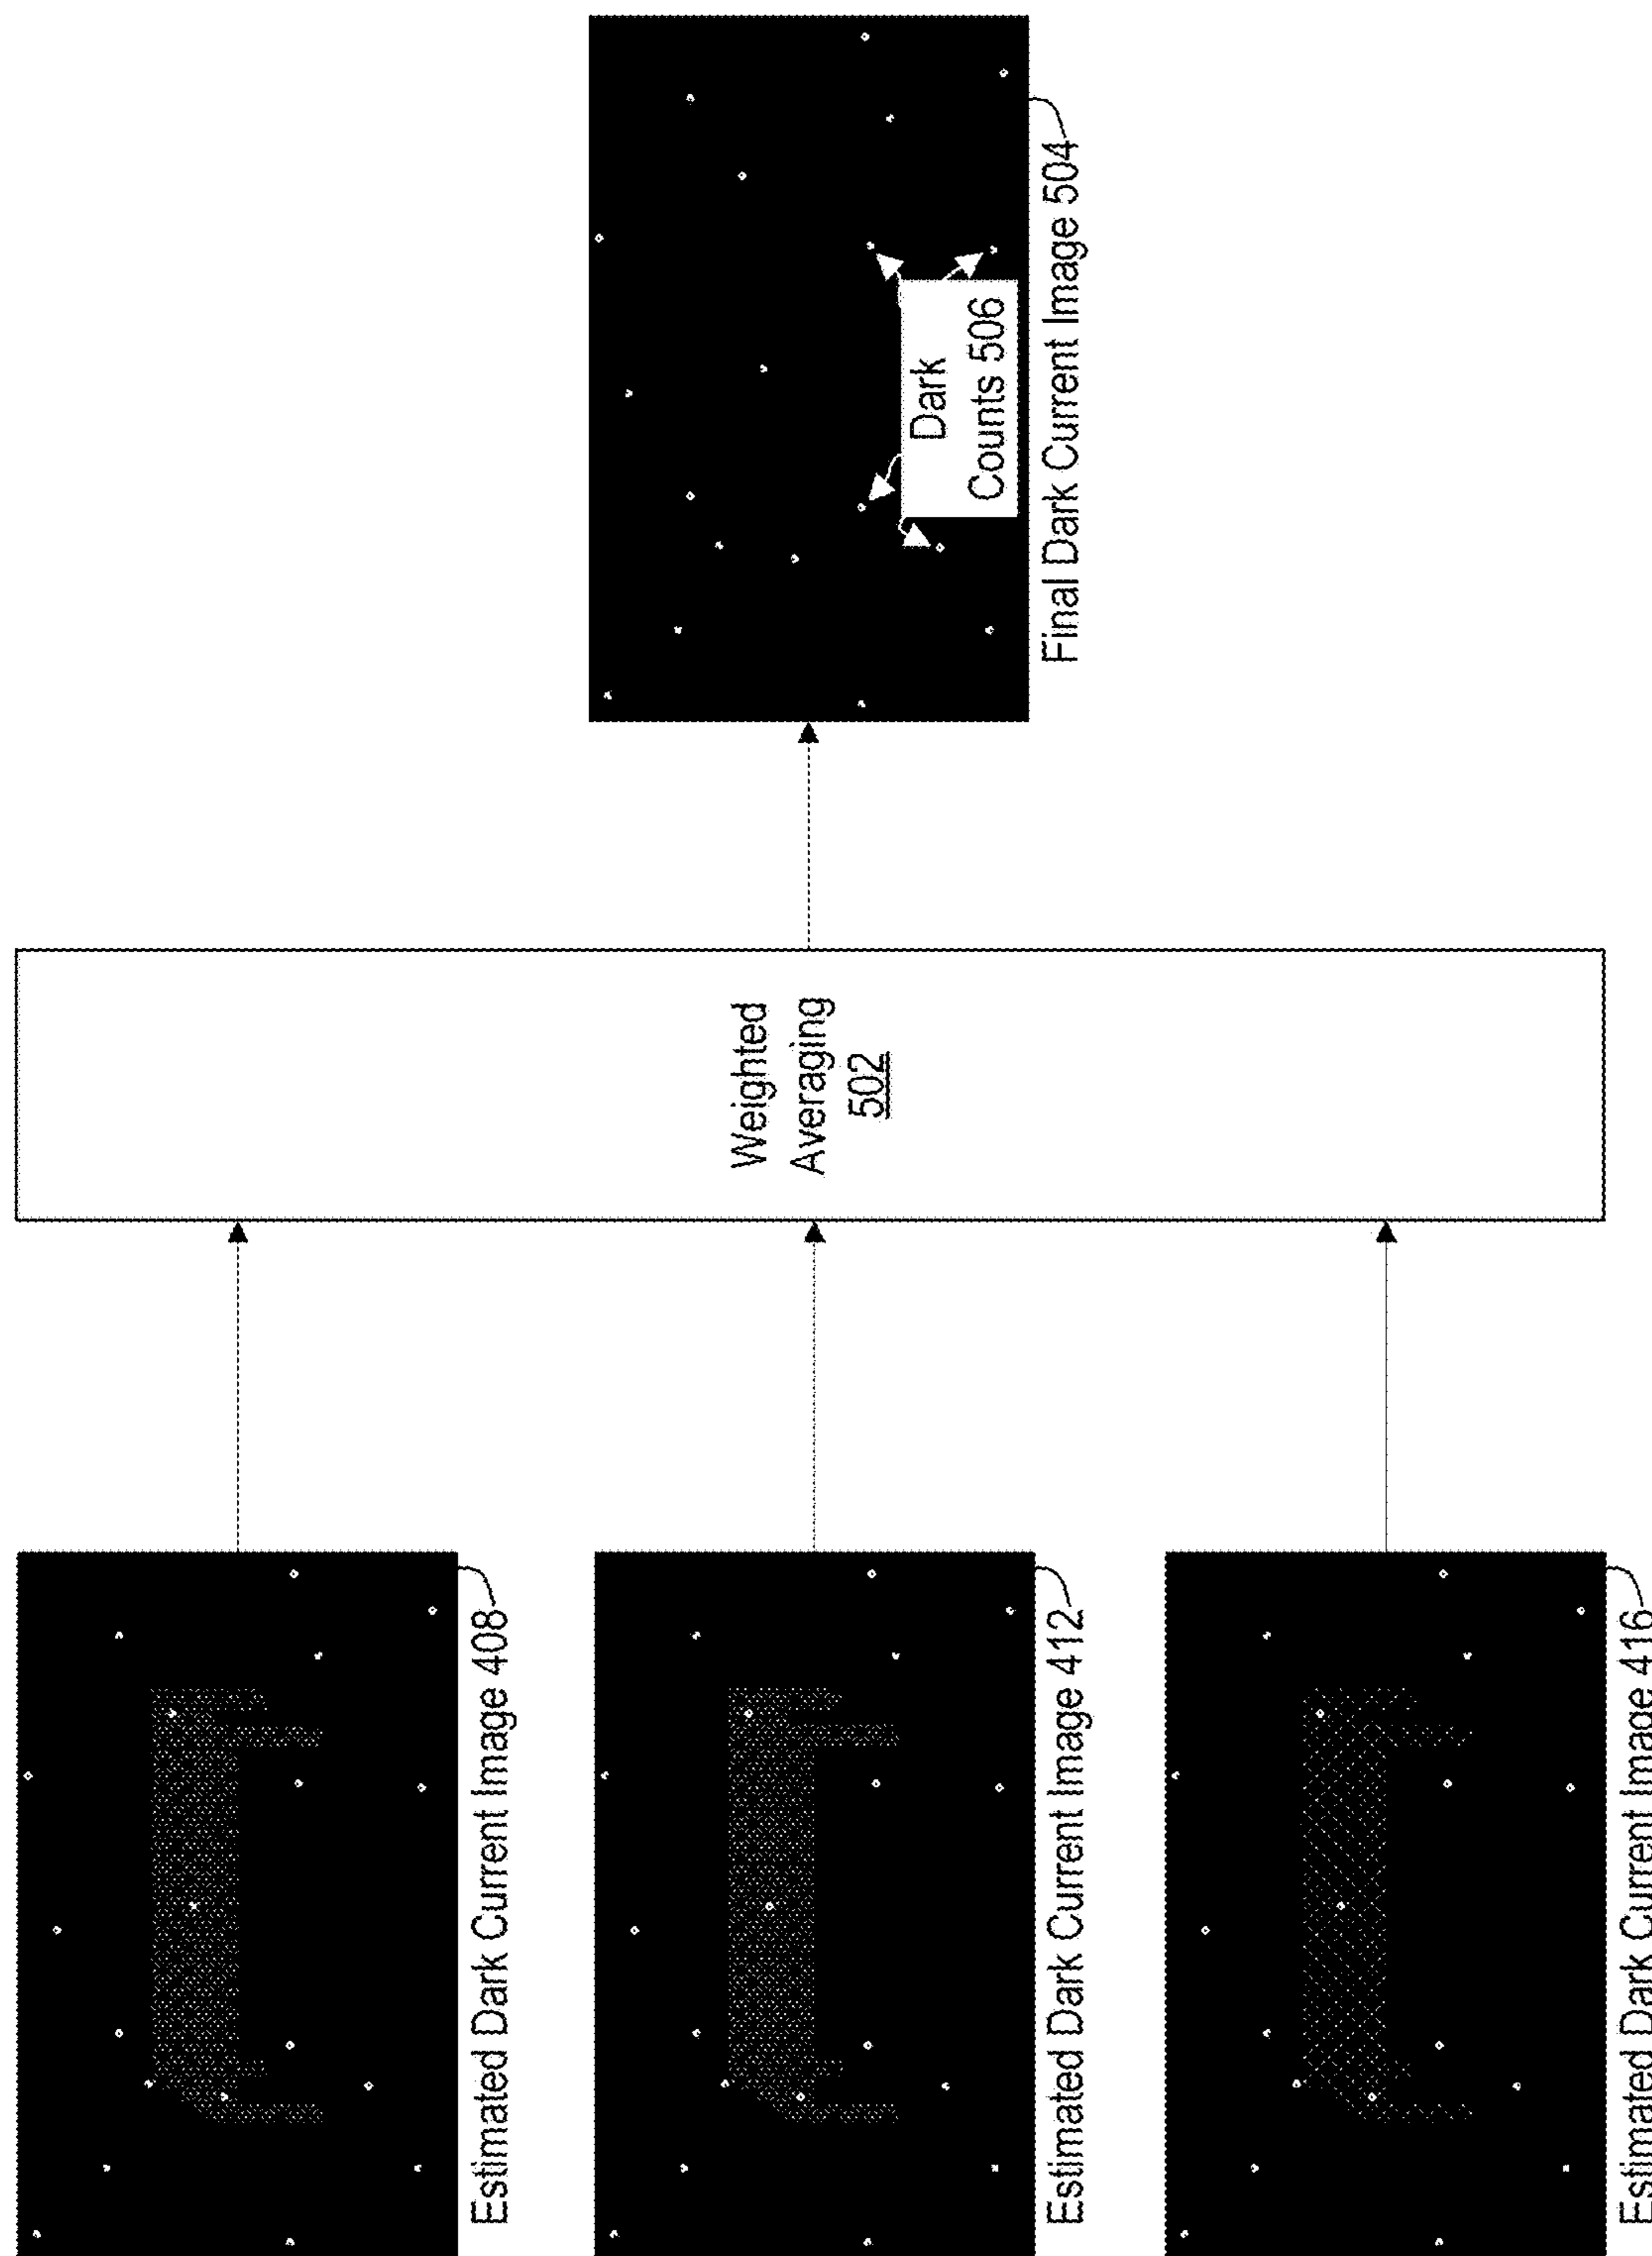 Estimated Dark Current Image 408
Estimated Dark Current Image 412
Estimated Dark Current Image 416
Weighted
Averaging
502
Dark
Counts 506
Final Dark Current Image 504